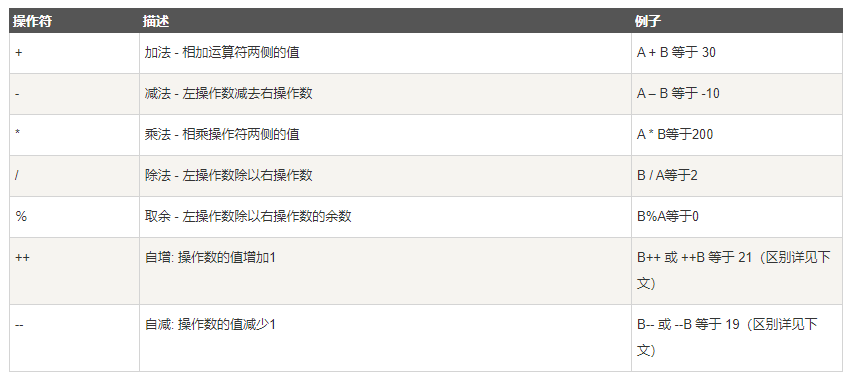 操作符 描述 例子
+ 加法 - 相加运算符两侧的值 A + B 等于 30
- 减法 - 左操作数减去右操作数 A – B 等于 -10
* 乘法 - 相乘操作符两侧的值 A * B等于200
/ 除法 - 左操作数除以右操作数 B / A等于2
% 取余 - 左操作数除以右操作数的余数 B%A等于0
++ 自增: 操作数的值增加1 B++ 或 ++B 等于 21（区别详见下
文）
-- 自减: 操作数的值减少1 B-- 或 --B 等于 19（区别详见下
文）